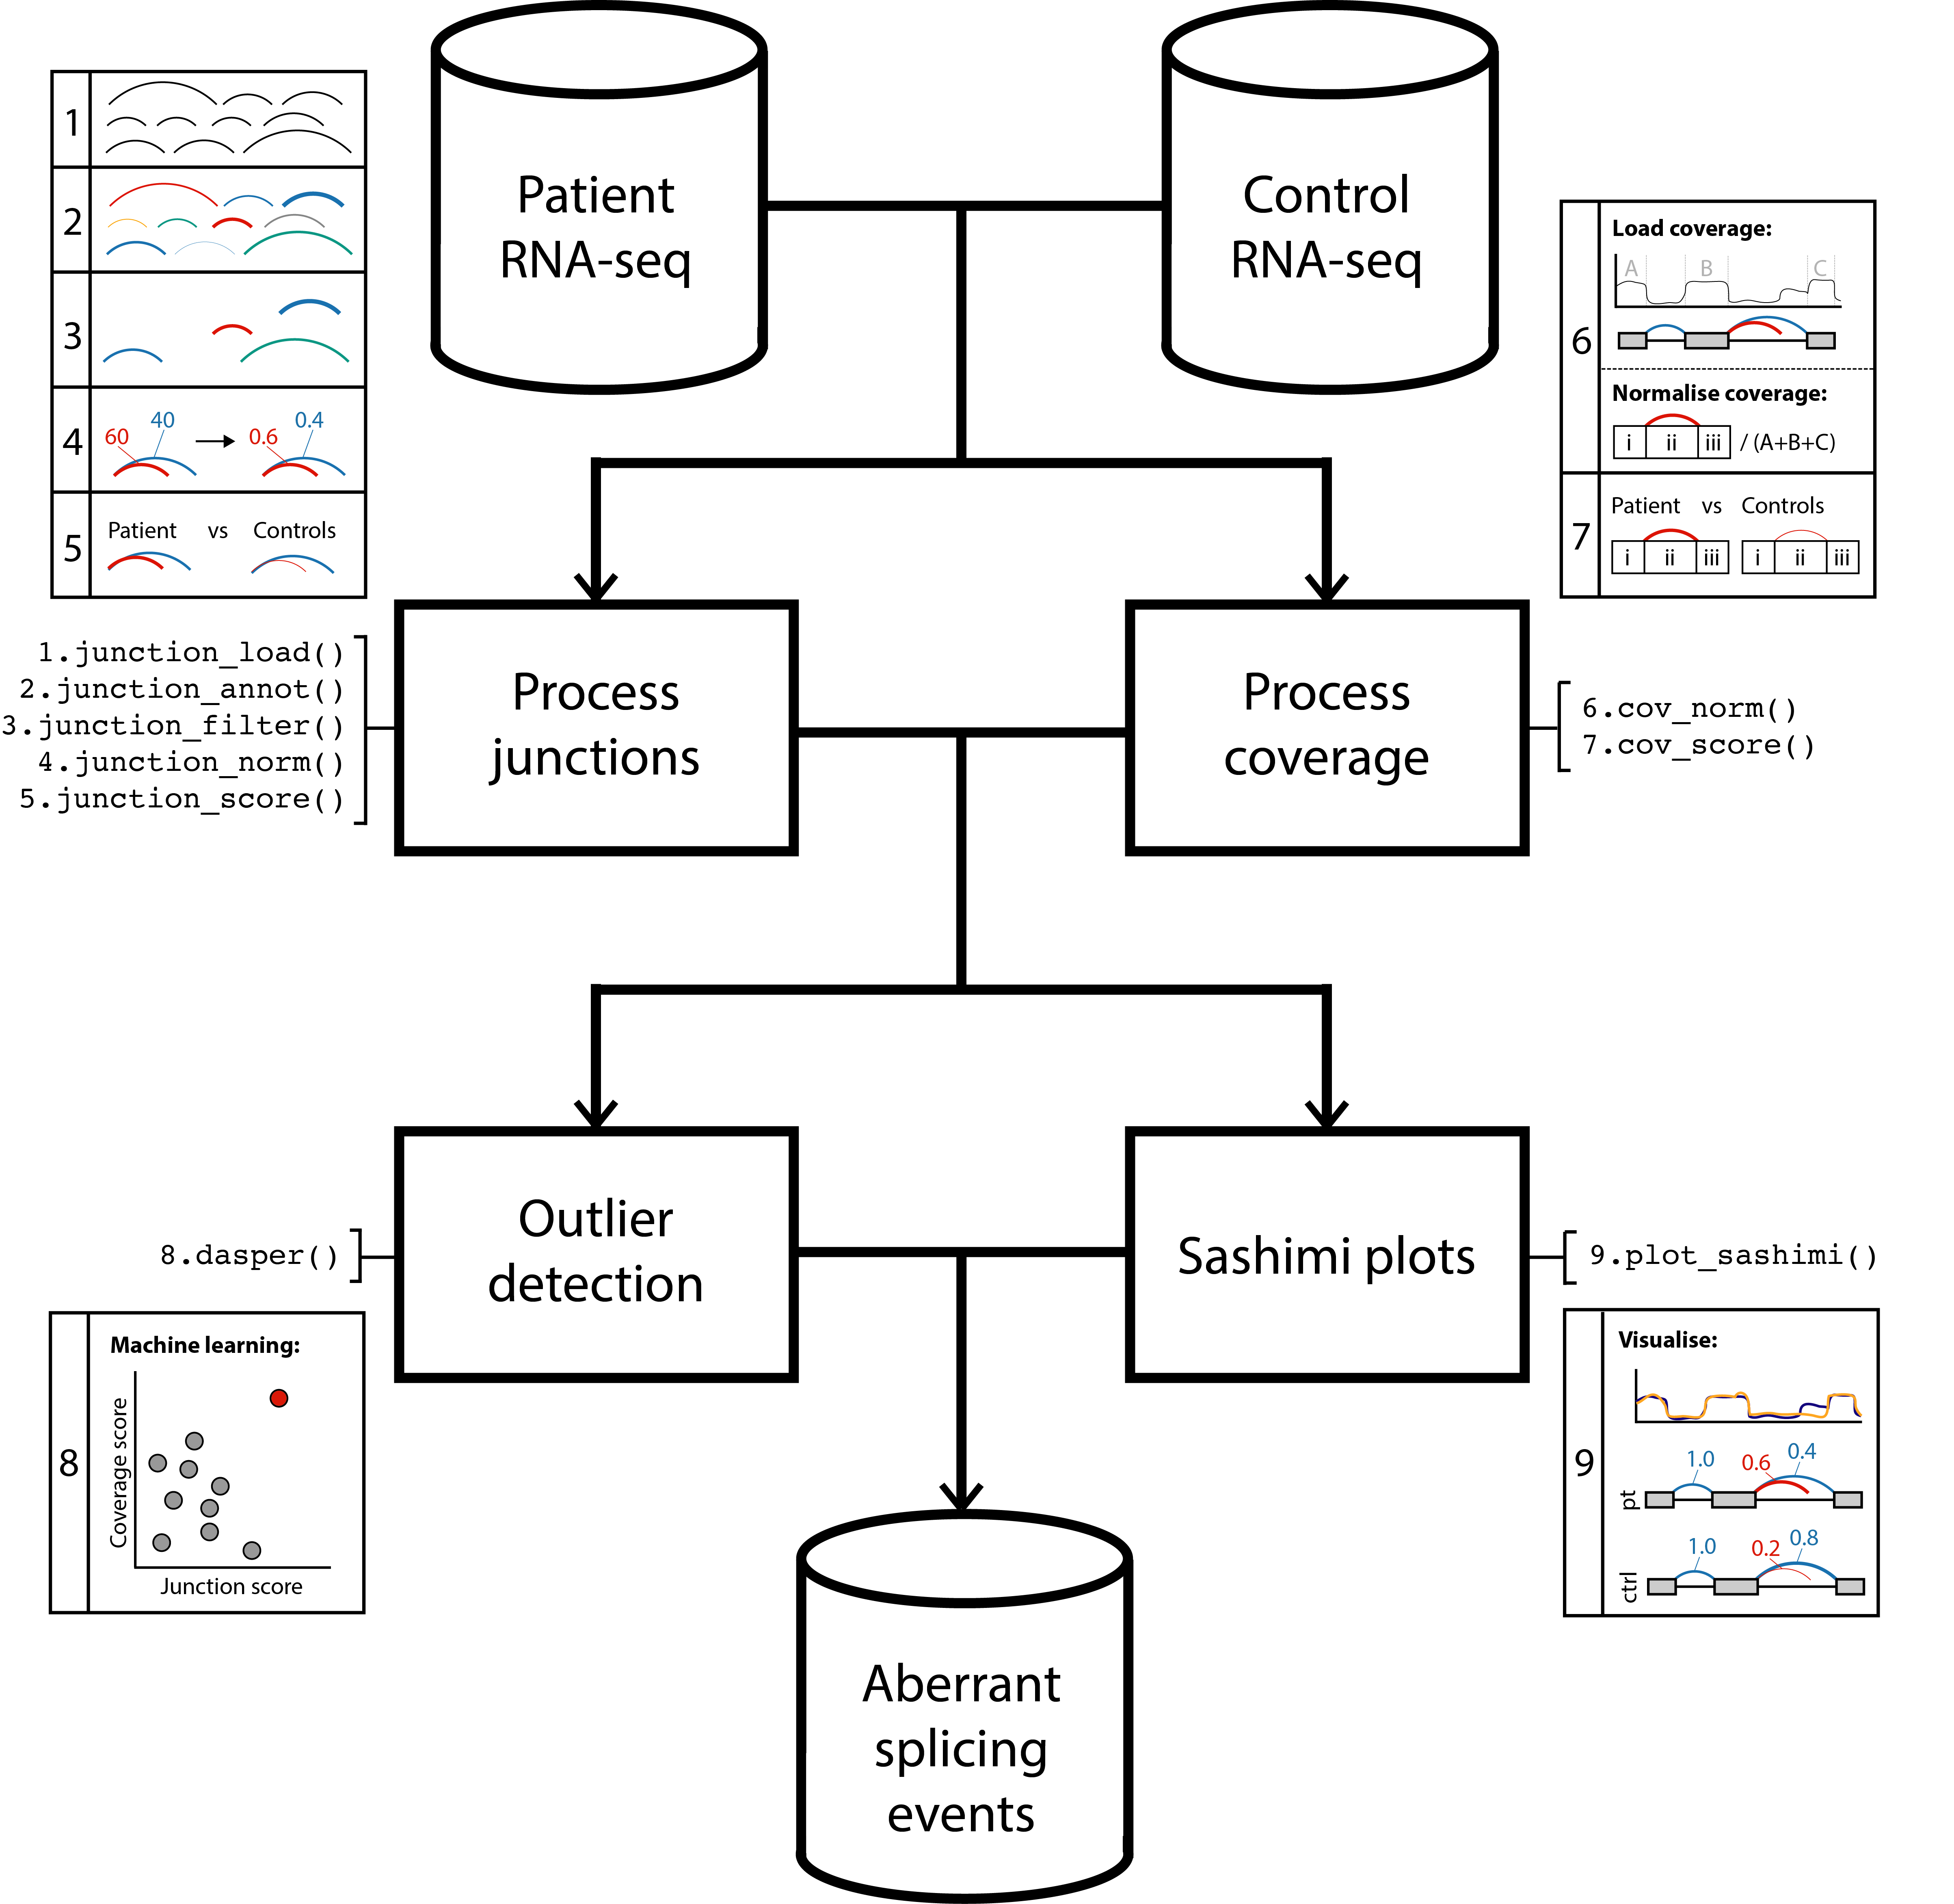 Patient
RNA-seq
Control
RNA-seq
1
2
3
4
60
40
0.6
0.4
5
Patient vs Controls
6
Load coverage:
A B C
Normalise coverage:
i ii iii / (A+B+C)
7
Patient vs Controls
i ii iii i ii iii
1.junction_load()
2.junction_annot()
3.junction_filter()
4.junction_norm()
5.junction_score()
Process
junctions
Process
coverage
6.cov_norm()
7.cov_score()
8.dasper()
Outlier
detection
Sashimi plots
9.plot_sashimi()
8
Machine learning:
Coverage score
Junction score
9
Visualise:
pt
1.0
0.6
0.4
ctrl
1.0
0.2
0.8
Aberrant
splicing
events